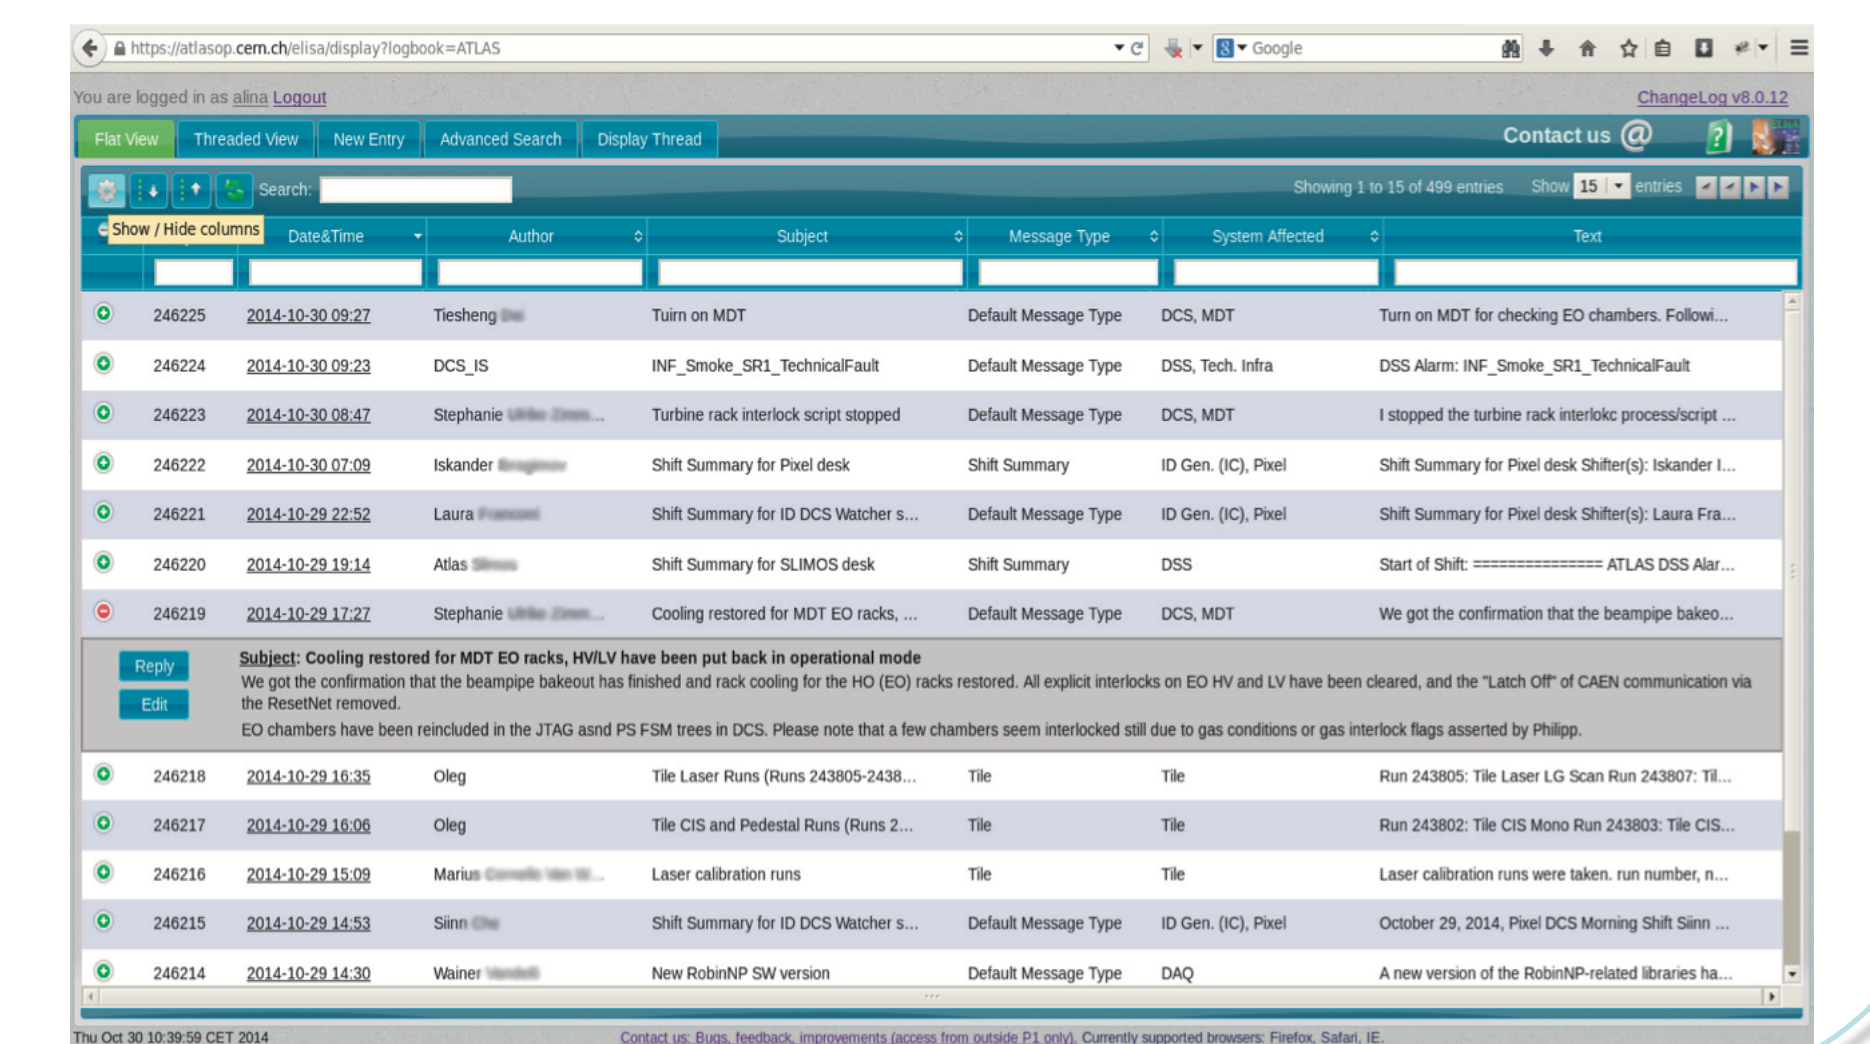 https://atlasop.cern.ch/elisa/display?logbook=ATLAS 8 Google
You are logged in as alina Logout ChangeLog v8.0.12
Flat View Threaded View New Entry Advanced Search Display Thread Contact us @ ?
Search: Showing 1 to 15 of 499 entries Show 15 entries
Show / Hide columns Date&Time Author Subject Message Type System Affected Text
246225 2014-10-30 09:27 Tiesheng Tuirn on MDT Default Message Type DCS, MDT Turn on MDT for checking EO chambers. Followi...
246224 2014-10-30 09:23 DCS_IS INF_Smoke_SR1_TechnicalFault Default Message Type DSS, Tech. Infra DSS Alarm: INF_Smoke_SR1_TechnicalFault
246223 2014-10-30 08:47 Stephanie ... Turbine rack interlock script stopped Default Message Type DCS, MDT I stopped the turbine rack interlokc process/script ...
246222 2014-10-30 07:09 Iskander Shift Summary for Pixel desk Shift Summary ID Gen. (IC), Pixel Shift Summary for Pixel desk Shifter(s): Iskander I...
246221 2014-10-29 22:52 Laura Shift Summary for ID DCS Watcher s... Default Message Type ID Gen. (IC), Pixel Shift Summary for Pixel desk Shifter(s): Laura Fra...
246220 2014-10-29 19:14 Atlas Shift Summary for SLIMOS desk Shift Summary DSS Start of Shift: =============== ATLAS DSS Alar...
246219 2014-10-29 17:27 Stephanie ... Cooling restored for MDT EO racks, ... Default Message Type DCS, MDT We got the confirmation that the beampipe bakeo...
Reply Subject: Cooling restored for MDT EO racks, HV/LV have been put back in operational mode
We got the confirmation that the beampipe bakeout has finished and rack cooling for the HO (EO) racks restored. All explicit interlocks on EO HV and LV have been cleared, and the "Latch Off" of CAEN communication via
Edit the ResetNet removed.
EO chambers have been reincluded in the JTAG asnd PS FSM trees in DCS. Please note that a few chambers seem interlocked still due to gas conditions or gas interlock flags asserted by Philipp.
246218 2014-10-29 16:35 Oleg Tile Laser Runs (Runs 243805-2438... Tile Tile Run 243805: Tile Laser LG Scan Run 243807: Til...
246217 2014-10-29 16:06 Oleg Tile CIS and Pedestal Runs (Runs 2... Tile Tile Run 243802: Tile CIS Mono Run 243803: Tile CIS...
246216 2014-10-29 15:09 Marius ... Laser calibration runs Tile Tile Laser calibration runs were taken. run number, n...
246215 2014-10-29 14:53 Siinn Shift Summary for ID DCS Watcher s... Default Message Type ID Gen. (IC), Pixel October 29, 2014, Pixel DCS Morning Shift Siinn ...
246214 2014-10-29 14:30 Wainer New RobinNP SW version Default Message Type DAQ A new version of the RobinNP-related libraries ha...
Thu Oct 30 10:39:59 CET 2014 Contact us: Bugs, feedback, improvements (access from outside P1 only). Currently supported browsers: Firefox, Safari, IE.